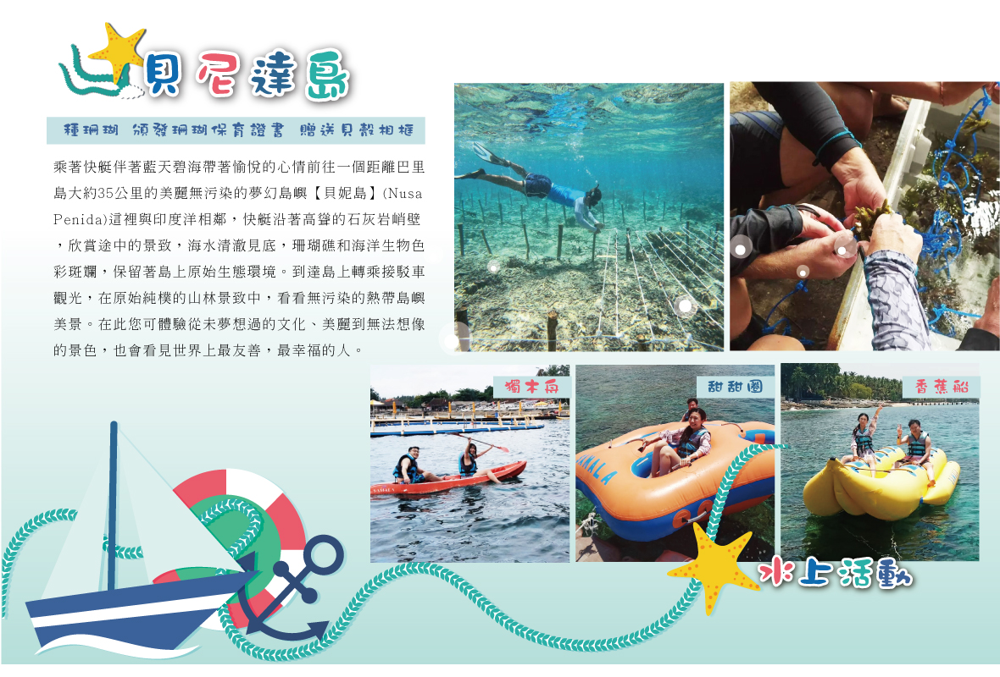 貝尼達島
種珊瑚 頒發珊瑚保育證書 贈送貝殼相框
乘著快艇伴著藍天碧海帶著愉悅的心情前往一個距離巴里
島大約35公里的美麗無污染的夢幻島嶼【貝妮島】(Nusa
Penida)這裡與印度洋相鄰，快艇沿著高聳的石灰岩峭壁
，欣賞途中的景致，海水清澈見底，珊瑚礁和海洋生物色
彩斑斕，保留著島上原始生態環境。到達島上轉乘接駁車
觀光，在原始純樸的山林景致中，看看無污染的熱帶島嶼
美景。在此您可體驗從未夢想過的文化、美麗到無法想像
的景色，也會看見世界上最友善，最幸福的人。
獨木舟
甜甜圈
香蕉船
水上活動